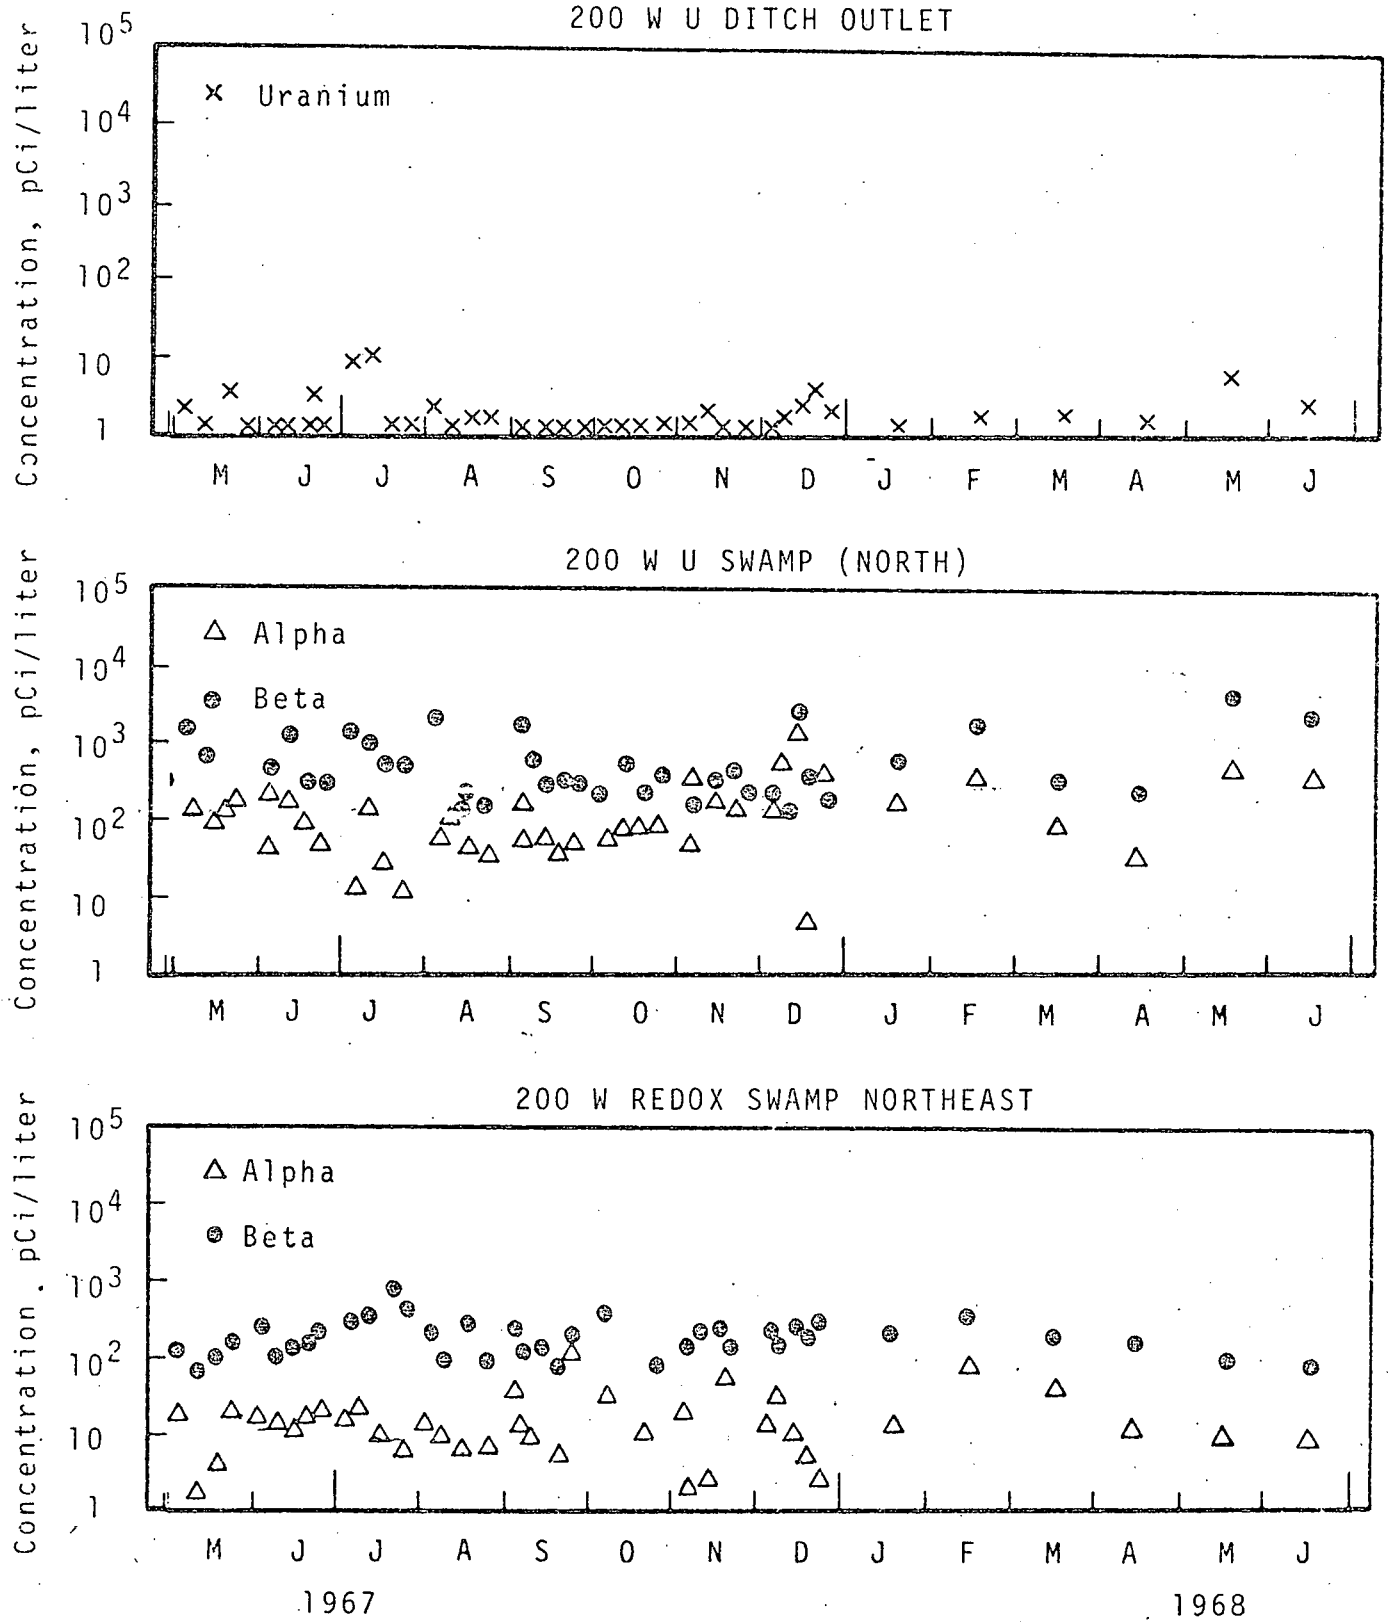 200 W U DITCH OUTLET
Concentration, pCi/liter
10⁵
10⁴
10³
10²
10
1
Uranium
M J J A S O N D J F M A M J
200 W U SWAMP (NORTH)
Concentration, pCi/liter
10⁵
10⁴
10³
10²
10
1
Alpha
Beta
M J J A S O N D J F M A M J
200 W REDOX SWAMP NORTHEAST
Concentration, pCi/liter
10⁵
10⁴
10³
10²
10
1
Alpha
Beta
M J J A S O N D J F M A M J
1967 1968